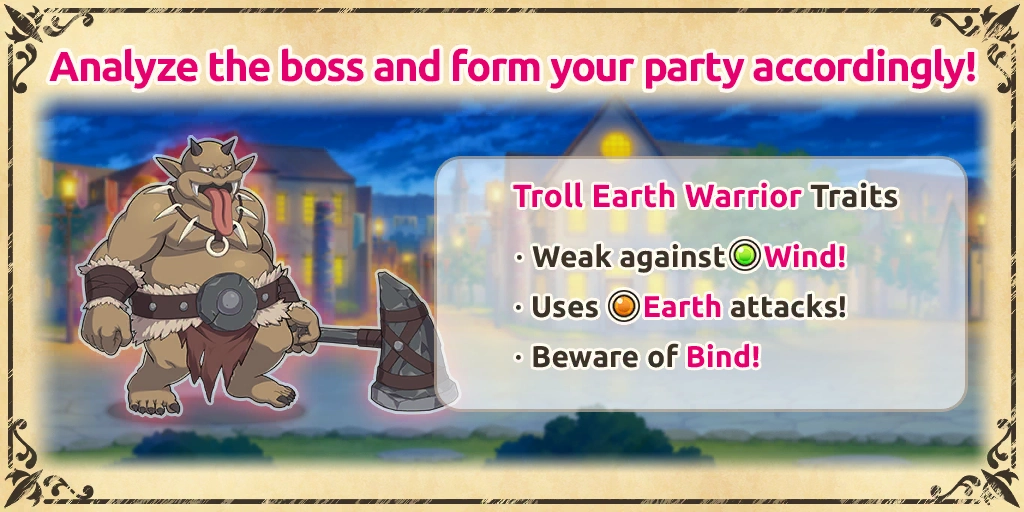 Analyze the boss and form your party accordingly!
Troll Earth Warrior Traits
· Weak against Wind!
· Uses Earth attacks!
· Beware of Bind!